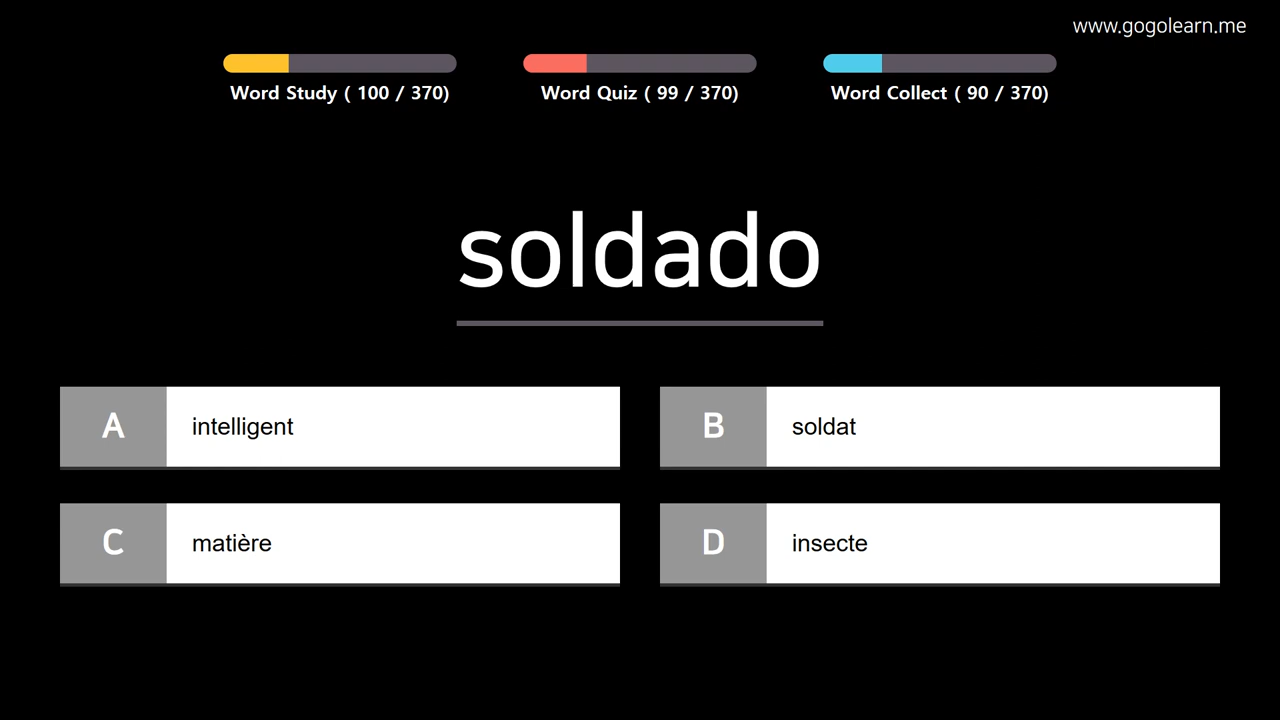 www.gogolearn.me
Word Study ( 100 / 370)
Word Quiz ( 99 / 370)
Word Collect ( 90 / 370)
soldado
A intelligent
B soldat
C matière
D insecte